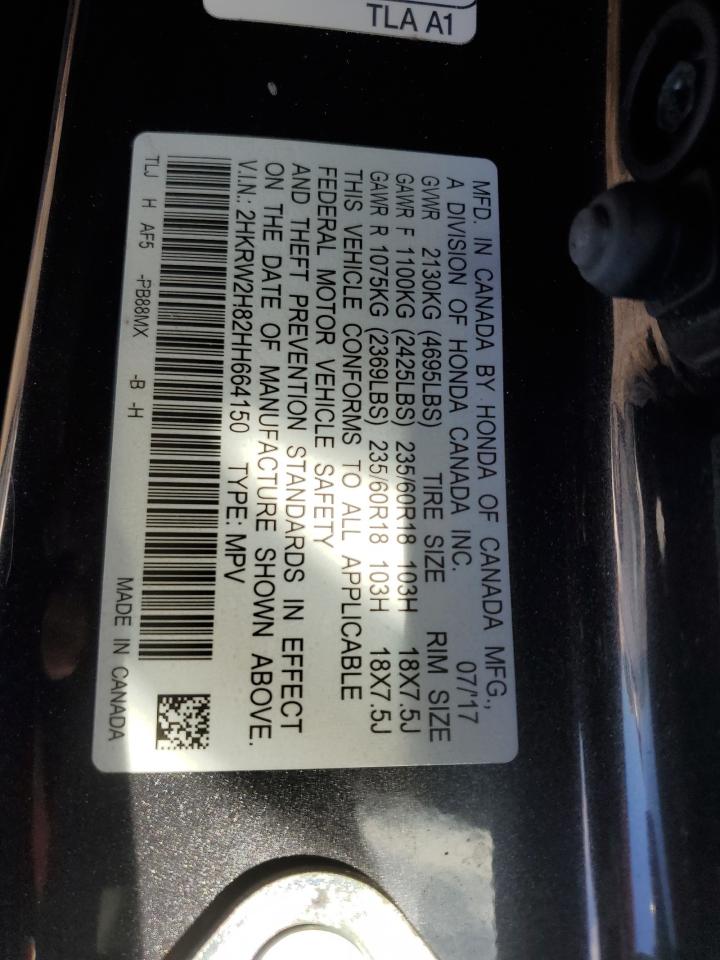 TLA A1
MFD. IN CANADA BY HONDA OF CANADA MFG.,
A DIVISION OF HONDA CANADA INC. 07/17
GVWR 2130KG (4695LBS) TIRE SIZE RIM SIZE
GAWR F 1100KG (2425LBS) 235/60R18 103H 18X7.5J
GAWR R 1075KG (2369LBS) 235/60R18 103H 18X7.5J
THIS VEHICLE CONFORMS TO ALL APPLICABLE
FEDERAL MOTOR VEHICLE SAFETY
AND THEFT PREVENTION STANDARDS IN EFFECT
ON THE DATE OF MANUFACTURE SHOWN ABOVE.
V.I.N.: 2HKRW2H82HH664150 TYPE: MPV
TLJ H AF5 -PB88MX -B -H MADE IN CANADA